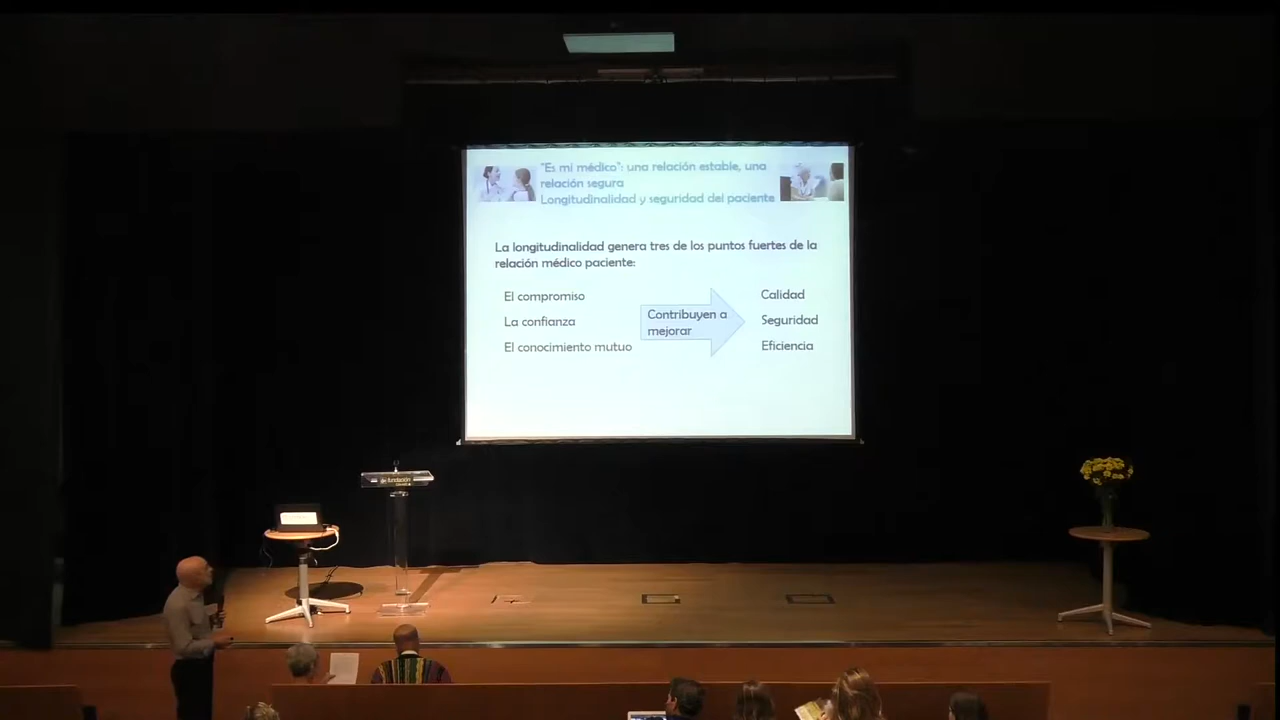 "Es mi médico": una relación estable, una
relación segura
Longitudinalidad y seguridad del paciente
La longitudinalidad genera tres de los puntos fuertes de la
relación médico paciente:
El compromiso
La confianza
El conocimiento mutuo
Contribuyen a
mejorar
Calidad
Seguridad
Eficiencia
fundación